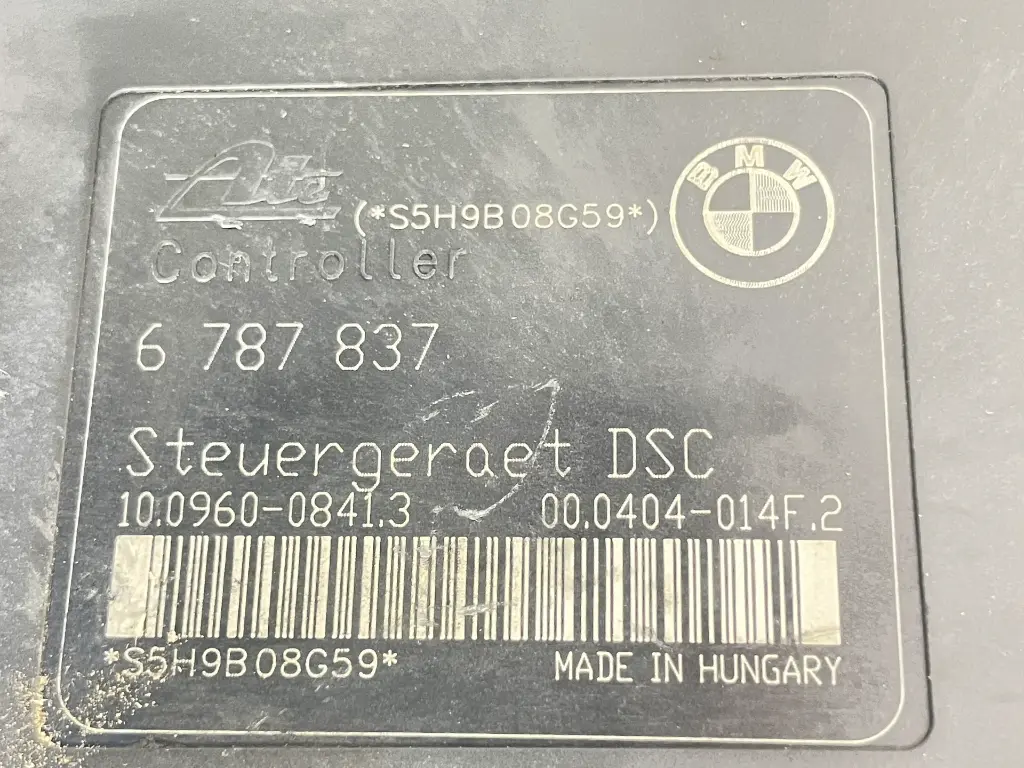 Ate
(*S5H9B08G59*)
BMW
Controller
6 787 837
Steuergeraet DSC
10.0960-0841.3 00.0404-014F.2
*S5H9B08G59* MADE IN HUNGARY